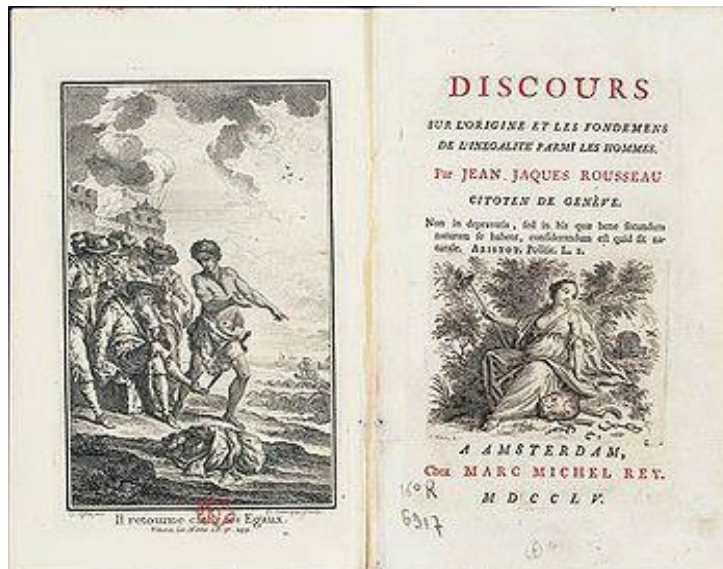 Il retourne chez ses Egaux.
DISCOURS
SUR L'ORIGINE ET LES FONDEMENS
DE L'INEGALITE PARMI LES HOMMES.
Par JEAN JAQUES ROUSSEAU
CITOYEN DE GENÈVE.
Non in depravatis, sed in his quæ bene secundum
naturam se habent, considerandum est quid sit na-
turale. ARISTOT. Politic. L. 2.
A AMSTERDAM,
Chez MARC MICHEL REY.
MDCCLV.
160R
6917